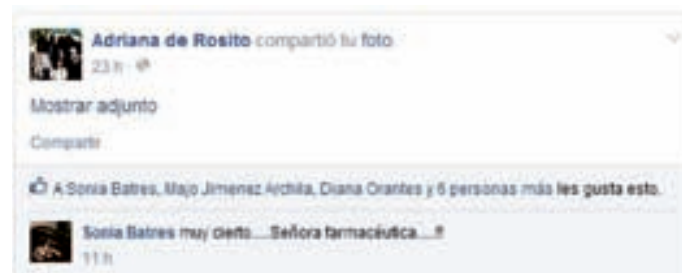 Adriana de Rosito compartió tu foto
23 h
Mostrar adjunto
Compartir
A Sonia Batres, Majo Jimenez Archila, Diana Orantes y 6 personas más les gusta esto.
Sonia Batres muy cierto....Señora farmacéutica....!!
11 h